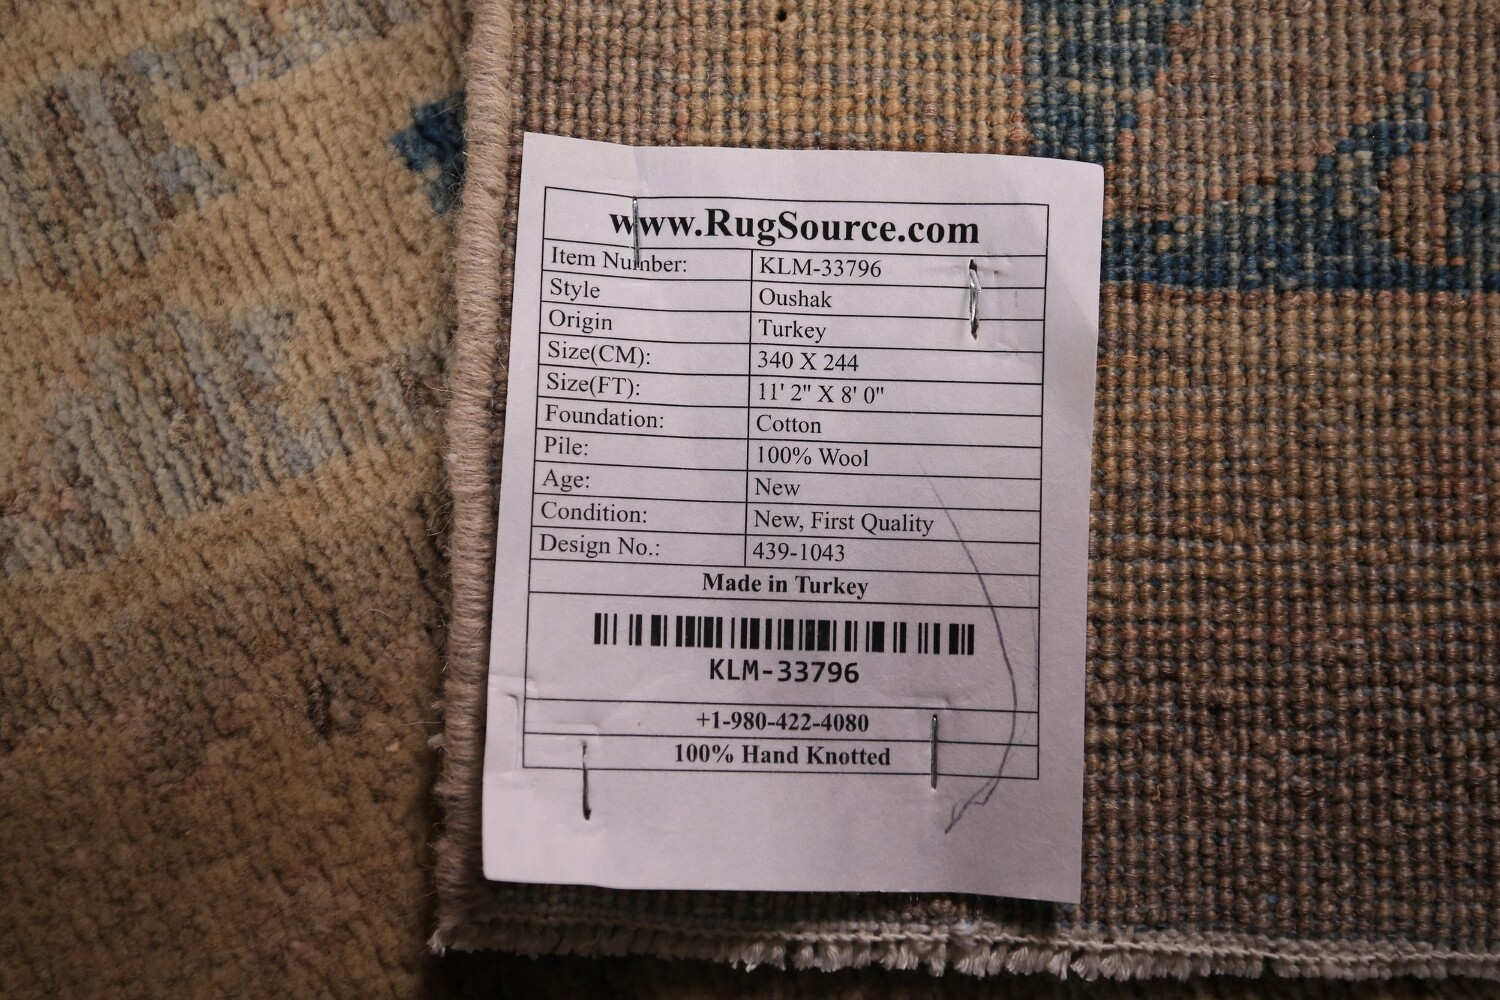 www.RugSource.com
Item Number: KLM-33796
Style Oushak
Origin Turkey
Size(CM): 340 X 244
Size(FT): 11' 2" X 8' 0"
Foundation: Cotton
Pile: 100% Wool
Age: New
Condition: New, First Quality
Design No.: 439-1043
Made in Turkey
KLM-33796
+1-980-422-4080
100% Hand Knotted